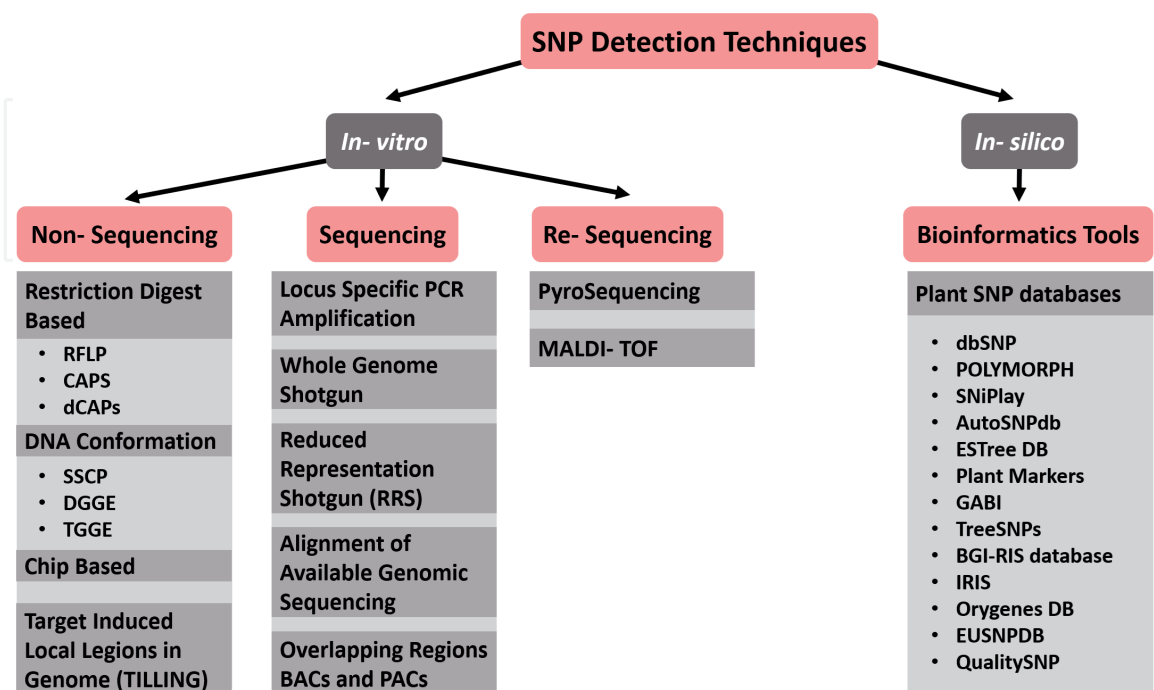 SNP Detection Techniques
In- vitro
In- silico
Non- Sequencing
Sequencing
Re- Sequencing
Bioinformatics Tools
Restriction Digest
Based
• RFLP
• CAPS
• dCAPs
DNA Conformation
• SSCP
• DGGE
• TGGE
Chip Based
Target Induced
Local Legions in
Genome (TILLING)
Locus Specific PCR
Amplification
Whole Genome
Shotgun
Reduced
Representation
Shotgun (RRS)
Alignment of
Available Genomic
Sequencing
Overlapping Regions
BACs and PACs
PyroSequencing
MALDI- TOF
Plant SNP databases
• dbSNP
• POLYMORPH
• SNiPlay
• AutoSNPdb
• ESTree DB
• Plant Markers
• GABI
• TreeSNPs
• BGI-RIS database
• IRIS
• Orygenes DB
• EUSNPDB
• QualitySNP